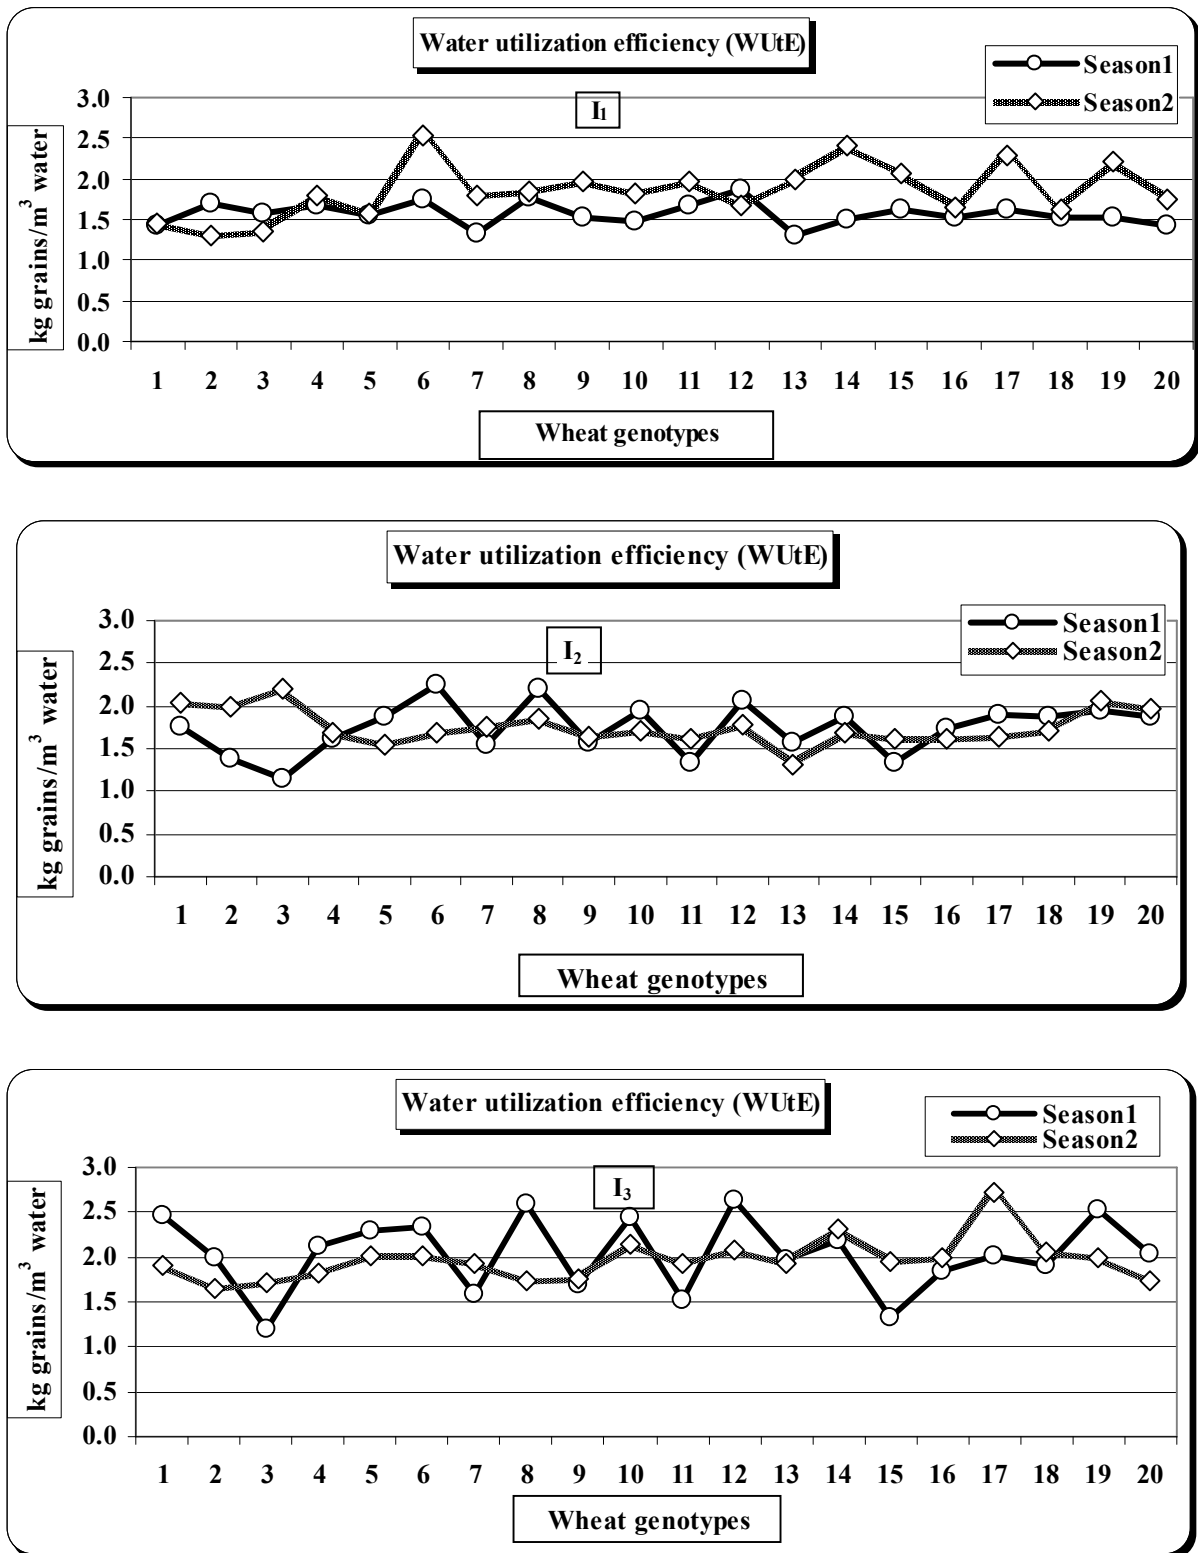 Water utilization efficiency (WUtE)
Season1
Season2
I₁
kg grains/m³ water
3.0
2.5
2.0
1.5
1.0
0.5
0.0
1 2 3 4 5 6 7 8 9 10 11 12 13 14 15 16 17 18 19 20
Wheat genotypes
Water utilization efficiency (WUtE)
Season1
Season2
I₂
kg grains/m³ water
3.0
2.5
2.0
1.5
1.0
0.5
0.0
1 2 3 4 5 6 7 8 9 10 11 12 13 14 15 16 17 18 19 20
Wheat genotypes
Water utilization efficiency (WUtE)
Season1
Season2
I₃
kg grains/m³ water
3.0
2.5
2.0
1.5
1.0
0.5
0.0
1 2 3 4 5 6 7 8 9 10 11 12 13 14 15 16 17 18 19 20
Wheat genotypes